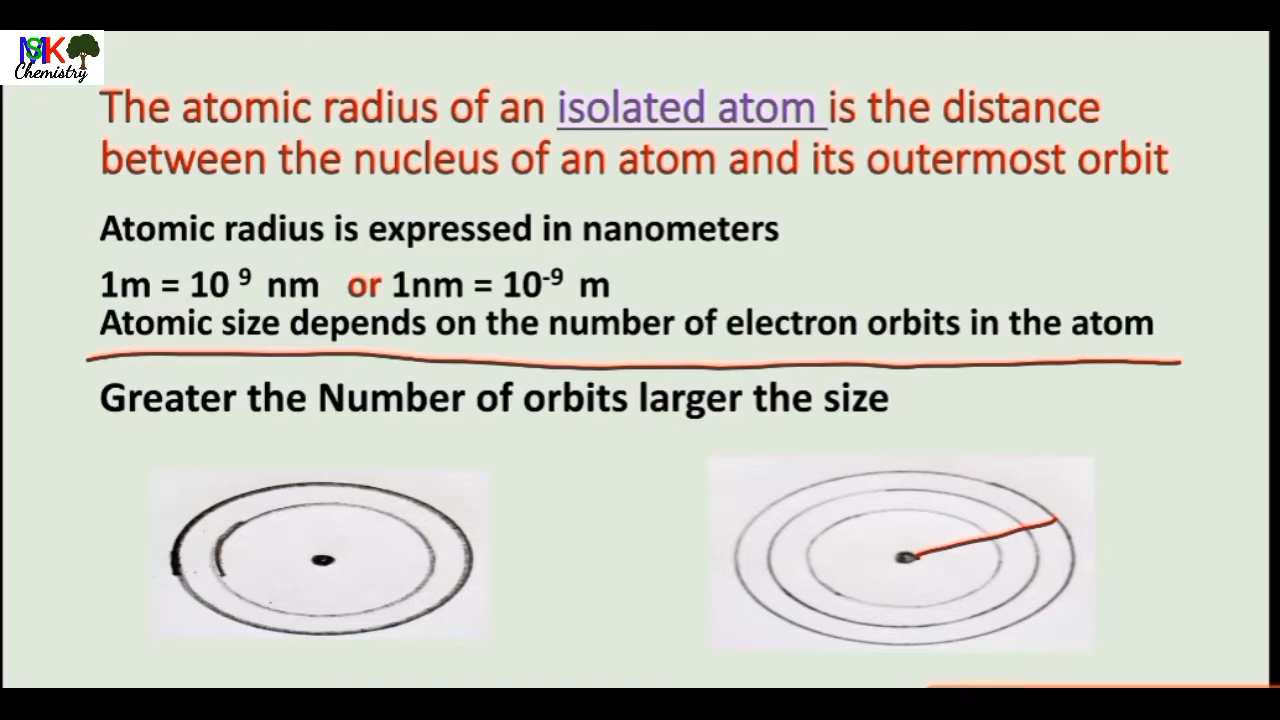 MSK
Chemistry
The atomic radius of an isolated atom is the distance
between the nucleus of an atom and its outermost orbit
Atomic radius is expressed in nanometers
1m = 10 ⁹ nm or 1nm = 10⁻⁹ m
Atomic size depends on the number of electron orbits in the atom
Greater the Number of orbits larger the size